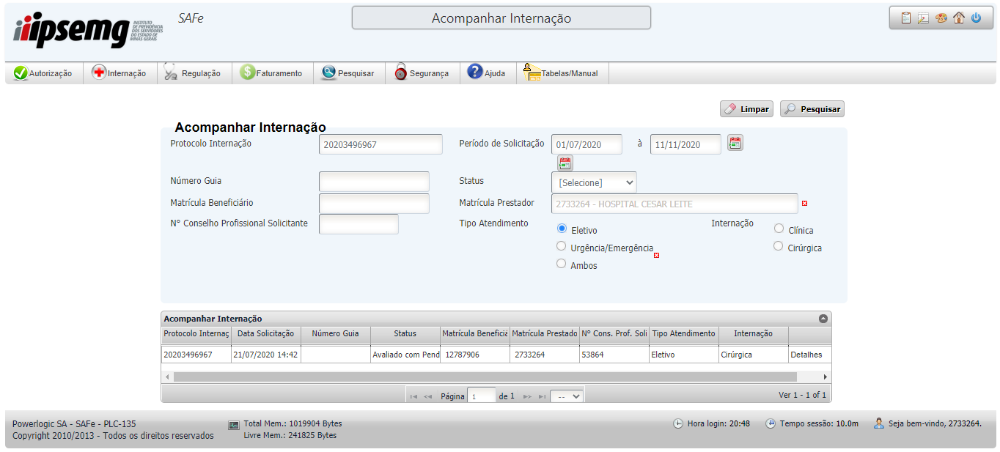 ipsemg
INSTITUTO
DE PREVIDÊNCIA
DOS SERVIDORES
DO ESTADO DE
MINAS GERAIS
SAFe
Acompanhar Internação
Autorização Internação Regulação Faturamento Pesquisar Segurança Ajuda Tabelas/Manual
Limpar Pesquisar
Acompanhar Internação
Protocolo Internação 20203496967 Período de Solicitação 01/07/2020 à 11/11/2020
Número Guia Status [Selecione]
Matrícula Beneficiário Matrícula Prestador 2733264 - HOSPITAL CESAR LEITE
N° Conselho Profissional Solicitante Tipo Atendimento Eletivo Internação Clínica
Urgência/Emergência Cirúrgica
Ambos
Acompanhar Internação
Protocolo Internaç Data Solicitação Número Guia Status Matrícula Beneficiá Matrícula Prestado N° Cons. Prof. Soli Tipo Atendimento Internação
20203496967 21/07/2020 14:42 Avaliado com Pend 12787906 2733264 53864 Eletivo Cirúrgica Detalhes
Página 1 de 1 -- Ver 1 - 1 of 1
Powerlogic SA - SAFe - PLC-135 Total Mem.: 1019904 Bytes Hora login: 20:48 Tempo sessão: 10.0m Seja bem-vindo, 2733264.
Copyright 2010/2013 - Todos os direitos reservados Livre Mem.: 241825 Bytes